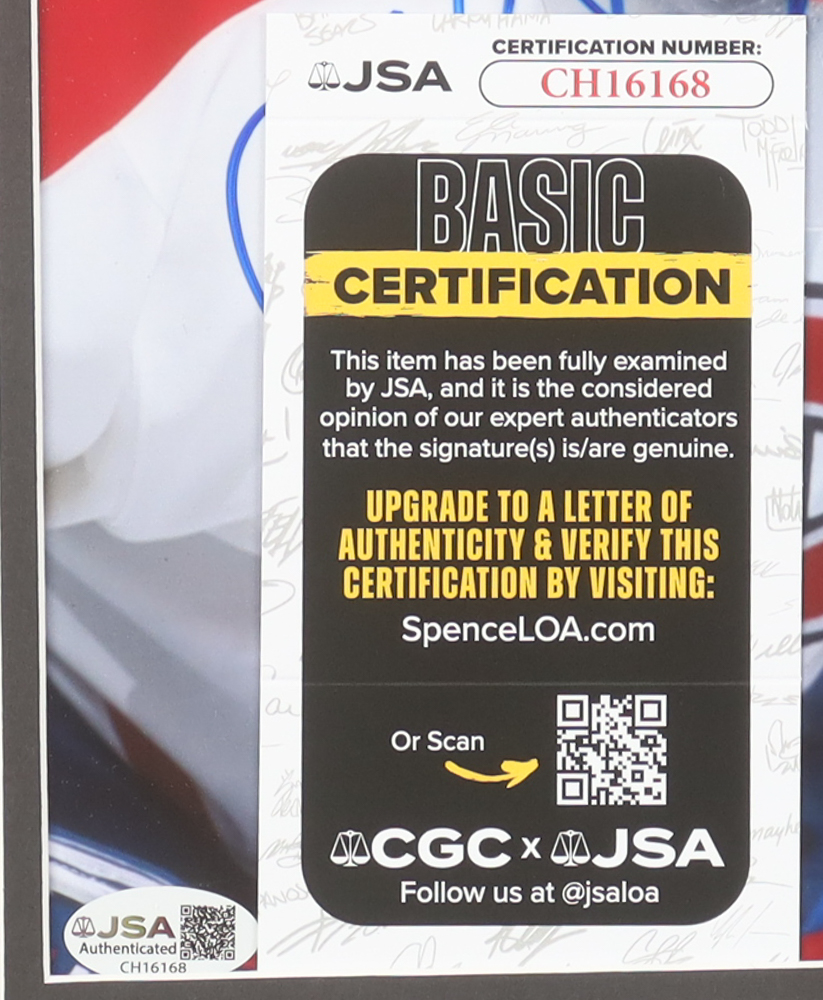 JSA
CERTIFICATION NUMBER:
CH16168
BASIC
CERTIFICATION
This item has been fully examined
by JSA, and it is the considered
opinion of our expert authenticators
that the signature(s) is/are genuine.
UPGRADE TO A LETTER OF
AUTHENTICITY & VERIFY THIS
CERTIFICATION BY VISITING:
SpenceLOA.com
Or Scan
CGC x JSA
Follow us at @jsaloa
JSA
Authenticated
CH16168